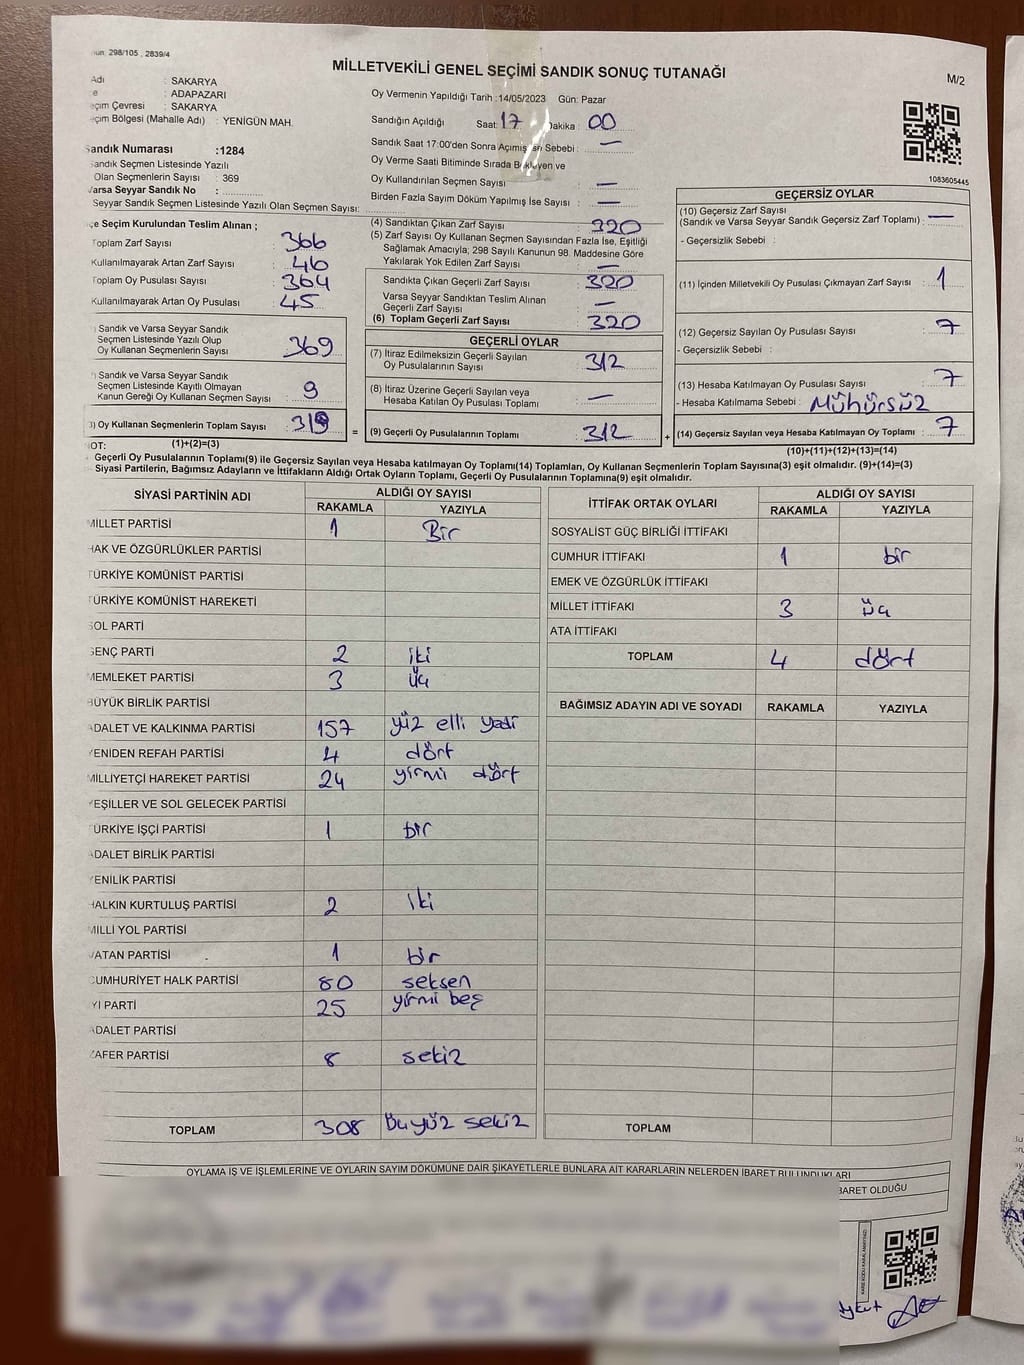 298/105 , 2839/4
MİLLETVEKİLİ GENEL SEÇİMİ SANDIK SONUÇ TUTANAĞI
M/2
Adı : SAKARYA
: ADAPAZARI
Seçim Çevresi : SAKARYA
Seçim Bölgesi (Mahalle Adı) : YENİGÜN MAH.
Sandık Numarası :1284
Sandık Seçmen Listesinde Yazılı
Olan Seçmenlerin Sayısı : 369
Varsa Seyyar Sandık No :
Seyyar Sandık Seçmen Listesinde Yazılı Olan Seçmen Sayısı:
Oy Vermenin Yapıldığı Tarih :14/05/2023 Gün: Pazar
Sandığın Açıldığı Saat: 17 Dakika : 00
Sandık Saat 17:00'den Sonra Açılmışsa Sebebi : —
Oy Verme Saati Bitiminde Sırada Bekleyen ve
Oy Kullandırılan Seçmen Sayısı : —
Birden Fazla Sayım Döküm Yapılmış İse Sayısı : —
1083605445
İlçe Seçim Kurulundan Teslim Alınan ;
Toplam Zarf Sayısı : 366
Kullanılmayarak Artan Zarf Sayısı : 46
Toplam Oy Pusulası Sayısı : 364
Kullanılmayarak Artan Oy Pusulası : 45
Sandık ve Varsa Seyyar Sandık
Seçmen Listesinde Yazılı Olup
Oy Kullanan Seçmenlerin Sayısı : 369
Sandık ve Varsa Seyyar Sandık
Seçmen Listesinde Kayıtlı Olmayan
Kanun Gereği Oy Kullanan Seçmen Sayısı : 9
3) Oy Kullanan Seçmenlerin Toplam Sayısı : 319
(1)+(2)=(3)
(4) Sandıktan Çıkan Zarf Sayısı : 320
(5) Zarf Sayısı Oy Kullanan Seçmen Sayısından Fazla İse, Eşitliği
Sağlamak Amacıyla; 298 Sayılı Kanunun 98. Maddesine Göre
Yakılarak Yok Edilen Zarf Sayısı : —
Sandıkta Çıkan Geçerli Zarf Sayısı : 320
Varsa Seyyar Sandıktan Teslim Alınan
Geçerli Zarf Sayısı : —
(6) Toplam Geçerli Zarf Sayısı : 320
GEÇERLİ OYLAR
(7) İtiraz Edilmeksizin Geçerli Sayılan
Oy Pusulalarının Sayısı : 312
(8) İtiraz Üzerine Geçerli Sayılan veya
Hesaba Katılan Oy Pusulası Toplamı : —
= (9) Geçerli Oy Pusulalarının Toplamı : 312 +
GEÇERSİZ OYLAR
(10) Geçersiz Zarf Sayısı
(Sandık ve Varsa Seyyar Sandık Geçersiz Zarf Toplamı) : —
- Geçersizlik Sebebi :
(11) İçinden Milletvekili Oy Pusulası Çıkmayan Zarf Sayısı : 1
(12) Geçersiz Sayılan Oy Pusulası Sayısı : 7
- Geçersizlik Sebebi :
(13) Hesaba Katılmayan Oy Pusulası Sayısı : 7
- Hesaba Katılmama Sebebi : Mühürsüz
(14) Geçersiz Sayılan veya Hesaba Katılmayan Oy Toplamı : 7
(10)+(11)+(12)+(13)=(14)
NOT:
Geçerli Oy Pusulalarının Toplamı(9) ile Geçersiz Sayılan veya Hesaba katılmayan Oy Toplamı(14) Toplamları, Oy Kullanan Seçmenlerin Toplam Sayısına(3) eşit olmalıdır. (9)+(14)=(3)
Siyasi Partilerin, Bağımsız Adayların ve İttifakların Aldığı Ortak Oyların Toplamı, Geçerli Oy Pusulalarının Toplamına(9) eşit olmalıdır.
SİYASİ PARTİNİN ADI ALDIĞI OY SAYISI
RAKAMLA YAZIYLA
MİLLET PARTİSİ 1 Bir
HAK VE ÖZGÜRLÜKLER PARTİSİ
TÜRKİYE KOMÜNİST PARTİSİ
TÜRKİYE KOMÜNİST HAREKETİ
SOL PARTİ
GENÇ PARTİ 2 iki
MEMLEKET PARTİSİ 3 üç
BÜYÜK BİRLİK PARTİSİ
ADALET VE KALKINMA PARTİSİ 157 yüz elli yedi
YENİDEN REFAH PARTİSİ 4 dört
MİLLİYETÇİ HAREKET PARTİSİ 24 yirmi dört
YEŞİLLER VE SOL GELECEK PARTİSİ
TÜRKİYE İŞÇİ PARTİSİ 1 bir
ADALET BİRLİK PARTİSİ
YENİLİK PARTİSİ
HALKIN KURTULUŞ PARTİSİ 2 iki
MİLLİ YOL PARTİSİ
VATAN PARTİSİ 1 bir
CUMHURİYET HALK PARTİSİ 80 seksen
İYİ PARTİ 25 yirmi beş
ADALET PARTİSİ
ZAFER PARTİSİ 8 sekiz
TOPLAM 308 üçyüz sekiz
İTTİFAK ORTAK OYLARI ALDIĞI OY SAYISI
RAKAMLA YAZIYLA
SOSYALİST GÜÇ BİRLİĞİ İTTİFAKI
CUMHUR İTTİFAKI 1 bir
EMEK VE ÖZGÜRLÜK İTTİFAKI
MİLLET İTTİFAKI 3 üç
ATA İTTİFAKI
TOPLAM 4 dört
BAĞIMSIZ ADAYIN ADI VE SOYADI RAKAMLA YAZIYLA
TOPLAM
OYLAMA İŞ VE İŞLEMLERİNE VE OYLARIN SAYIM DÖKÜMÜNE DAİR ŞİKAYETLERLE BUNLARA AİT KARARLARIN NELERDEN İBARET BULUNDUKLARI
İBARET OLDUĞU